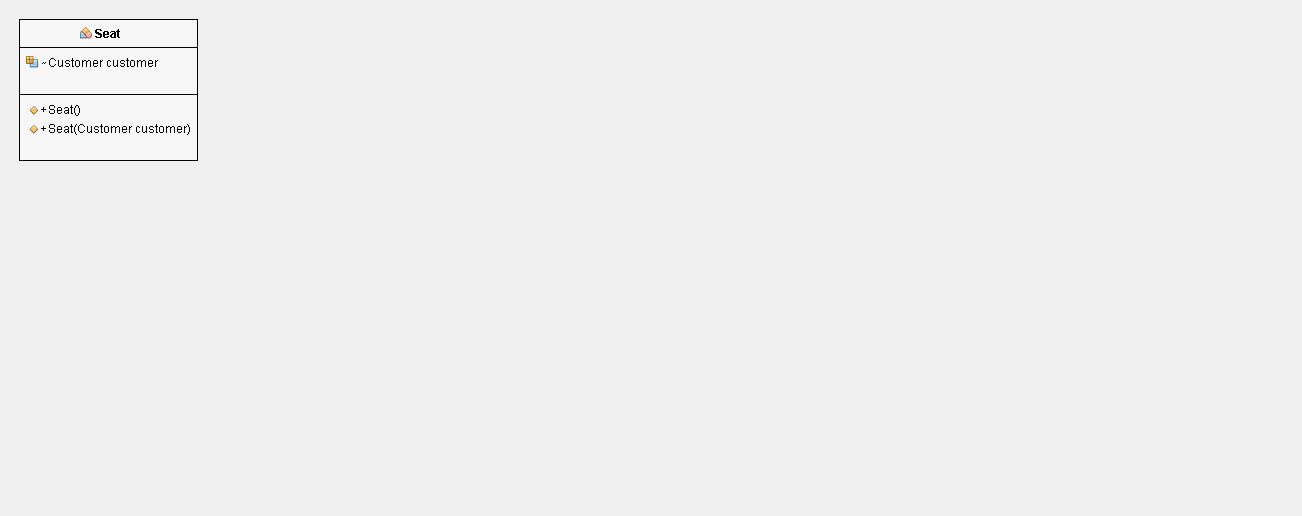 Seat
~Customer customer
+Seat()
+Seat(Customer customer)